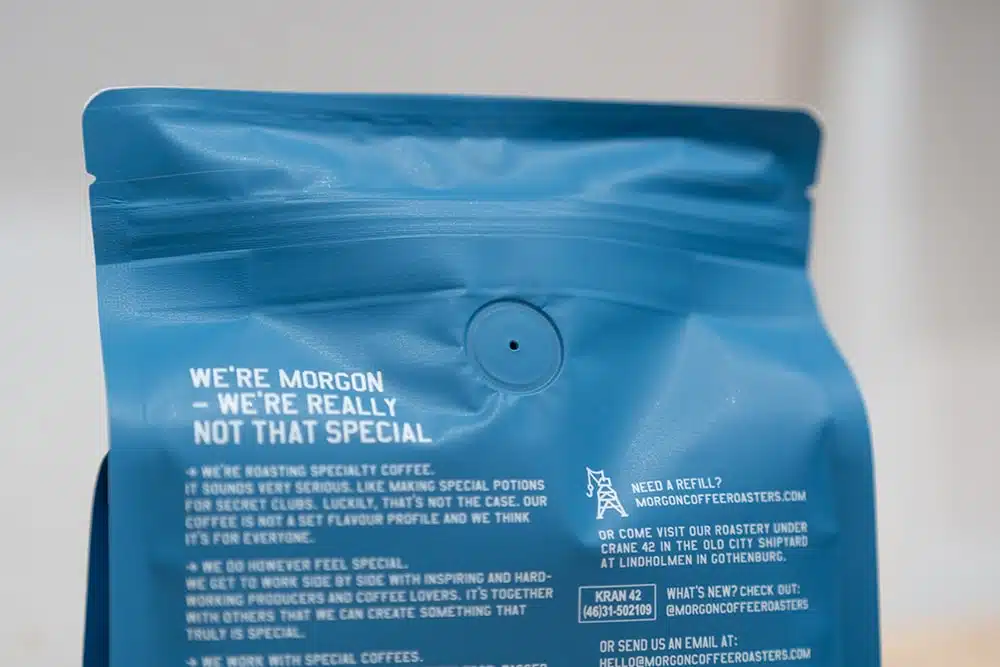 WE'RE MORGON
– WE'RE REALLY
NOT THAT SPECIAL
→ WE'RE ROASTING SPECIALTY COFFEE.
IT SOUNDS VERY SERIOUS. LIKE MAKING SPECIAL POTIONS
FOR SECRET CLUBS. LUCKILY, THAT'S NOT THE CASE. OUR
COFFEE IS NOT A SET FLAVOUR PROFILE AND WE THINK
IT'S FOR EVERYONE.
→ WE DO HOWEVER FEEL SPECIAL.
WE GET TO WORK SIDE BY SIDE WITH INSPIRING AND HARD-
WORKING PRODUCERS AND COFFEE LOVERS. IT'S TOGETHER
WITH OTHERS THAT WE CAN CREATE SOMETHING THAT
TRULY IS SPECIAL.
→ WE WORK WITH SPECIAL COFFEES.
NEED A REFILL?
MORGONCOFFEEROASTERS.COM
OR COME VISIT OUR ROASTERY UNDER
CRANE 42 IN THE OLD CITY SHIPYARD
AT LINDHOLMEN IN GOTHENBURG.
KRAN 42
(46)31-502109
WHAT'S NEW? CHECK OUT:
@MORGONCOFFEEROASTERS
OR SEND US AN EMAIL AT:
HELLO@MORGONCOFFEEROASTERS.COM